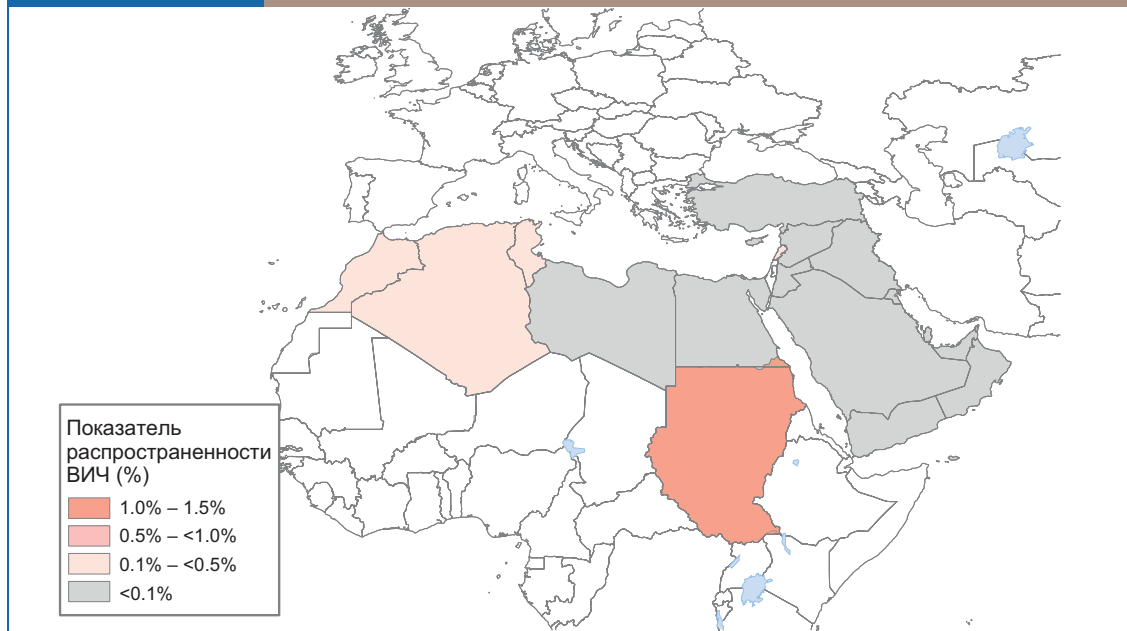 Показатель
распространенности
ВИЧ (%)
1.0% – 1.5%
0.5% – <1.0%
0.1% – <0.5%
<0.1%